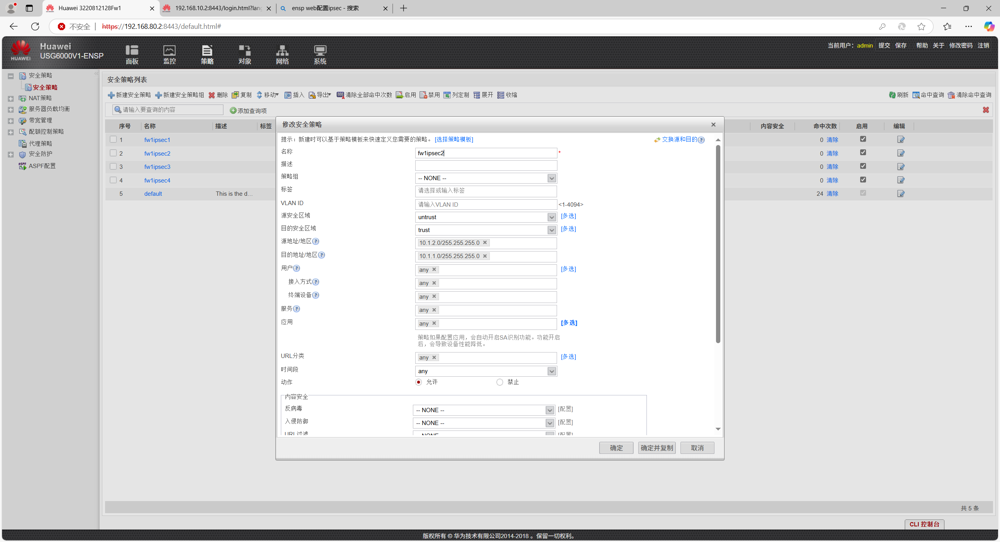 Huawei 3220812128Fw1
192.168.10.2:8443/login.html?lang
ensp web配置ipsec - 搜索
不安全 https://192.168.80.2:8443/default.html#
HUAWEI
Huawei
USG6000V1-ENSP
面板 监控 策略 对象 网络 系统
当前用户：admin 提交 保存 帮助 关于 修改密码 注销
安全策略
安全策略
NAT策略
服务器负载均衡
带宽管理
配额控制策略
代理策略
安全防护
ASPF配置
安全策略列表
新建安全策略 新建安全策略组 删除 复制 移动 插入 导出 清除全部命中次数 启用 禁用 列定制 展开 收缩 刷新 命中查询 清除命中查询
请输入要查询的内容 添加查询项
序号 名称 描述 标签 内容安全 命中次数 启用 编辑
1 fw1ipsec1 0 清除
2 fw1ipsec2 0 清除
3 fw1ipsec3 0 清除
4 fw1ipsec4 0 清除
5 default This is the d... 24 清除
修改安全策略
提示：新建时可以基于策略模板来快速定义您需要的策略。 [选择策略模板] 交换源和目的
名称 fw1ipsec2 *
描述
策略组 -- NONE --
标签 请选择或输入标签
VLAN ID 请输入VLAN ID <1-4094>
源安全区域 untrust [多选]
目的安全区域 trust [多选]
源地址/地区 10.1.2.0/255.255.255.0
目的地址/地区 10.1.1.0/255.255.255.0
用户 any [多选]
接入方式 any
终端设备 any
服务 any
应用 any [多选]
策略如果配置应用，会自动开启SA识别功能。功能开启
后，会导致设备性能降低。
URL分类 any [多选]
时间段 any
动作 允许 禁止
内容安全
反病毒 -- NONE -- [配置]
入侵防御 -- NONE -- [配置]
URL过滤 -- NONE -- [配置]
确定 确定并复制 取消
共 5 条
CLI 控制台
版权所有 © 华为技术有限公司2014-2018 。保留一切权利。